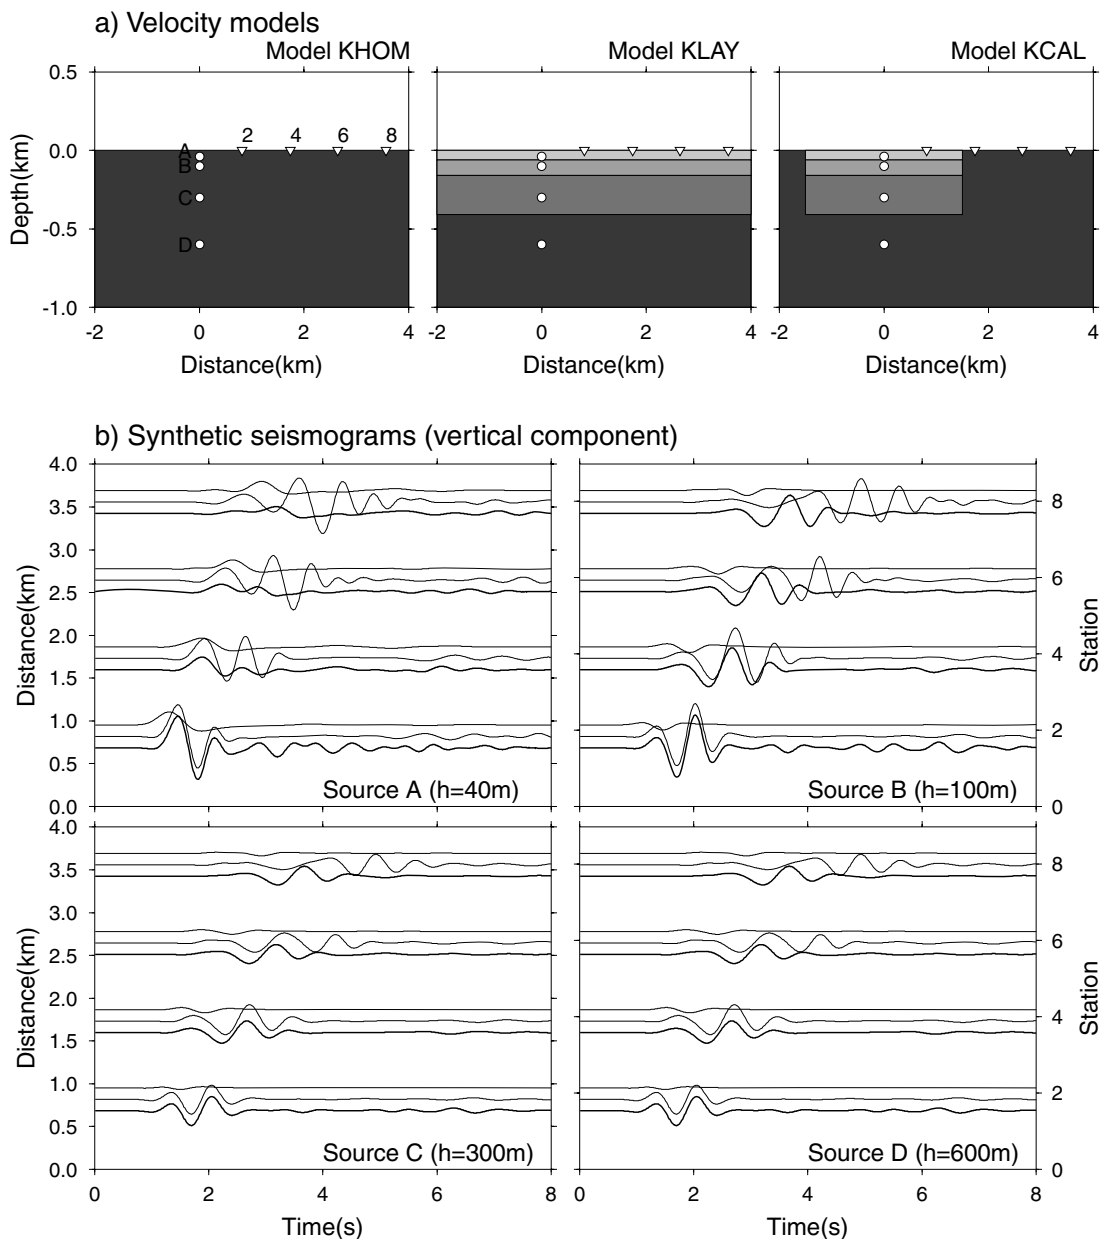 a) Velocity models
Model KHOM
Model KLAY
Model KCAL
0.5
0.0
-0.5
-1.0
Depth(km)
2 4 6 8
A
B
C
D
-2 0 2 4
-2 0 2 4
-2 0 2 4
Distance(km)
Distance(km)
Distance(km)
b) Synthetic seismograms (vertical component)
4.0
3.5
3.0
2.5
2.0
1.5
1.0
0.5
0.0
Distance(km)
Source A (h=40m)
Source B (h=100m)
8
6
4
2
0
Station
4.0
3.5
3.0
2.5
2.0
1.5
1.0
0.5
0.0
Distance(km)
Source C (h=300m)
Source D (h=600m)
8
6
4
2
0
Station
0 2 4 6 8
0 2 4 6 8
Time(s)
Time(s)